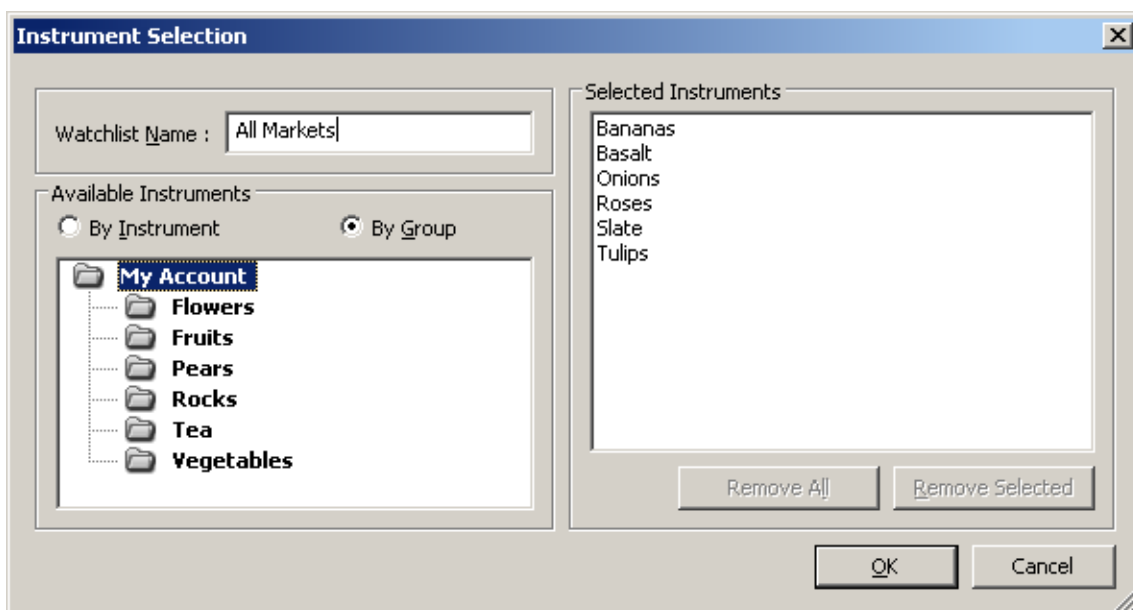 Instrument Selection
Watchlist Name : All Markets
Available Instruments
By Instrument By Group
My Account
Flowers
Fruits
Pears
Rocks
Tea
Vegetables
Selected Instruments
Bananas
Basalt
Onions
Roses
Slate
Tulips
Remove All Remove Selected
OK Cancel